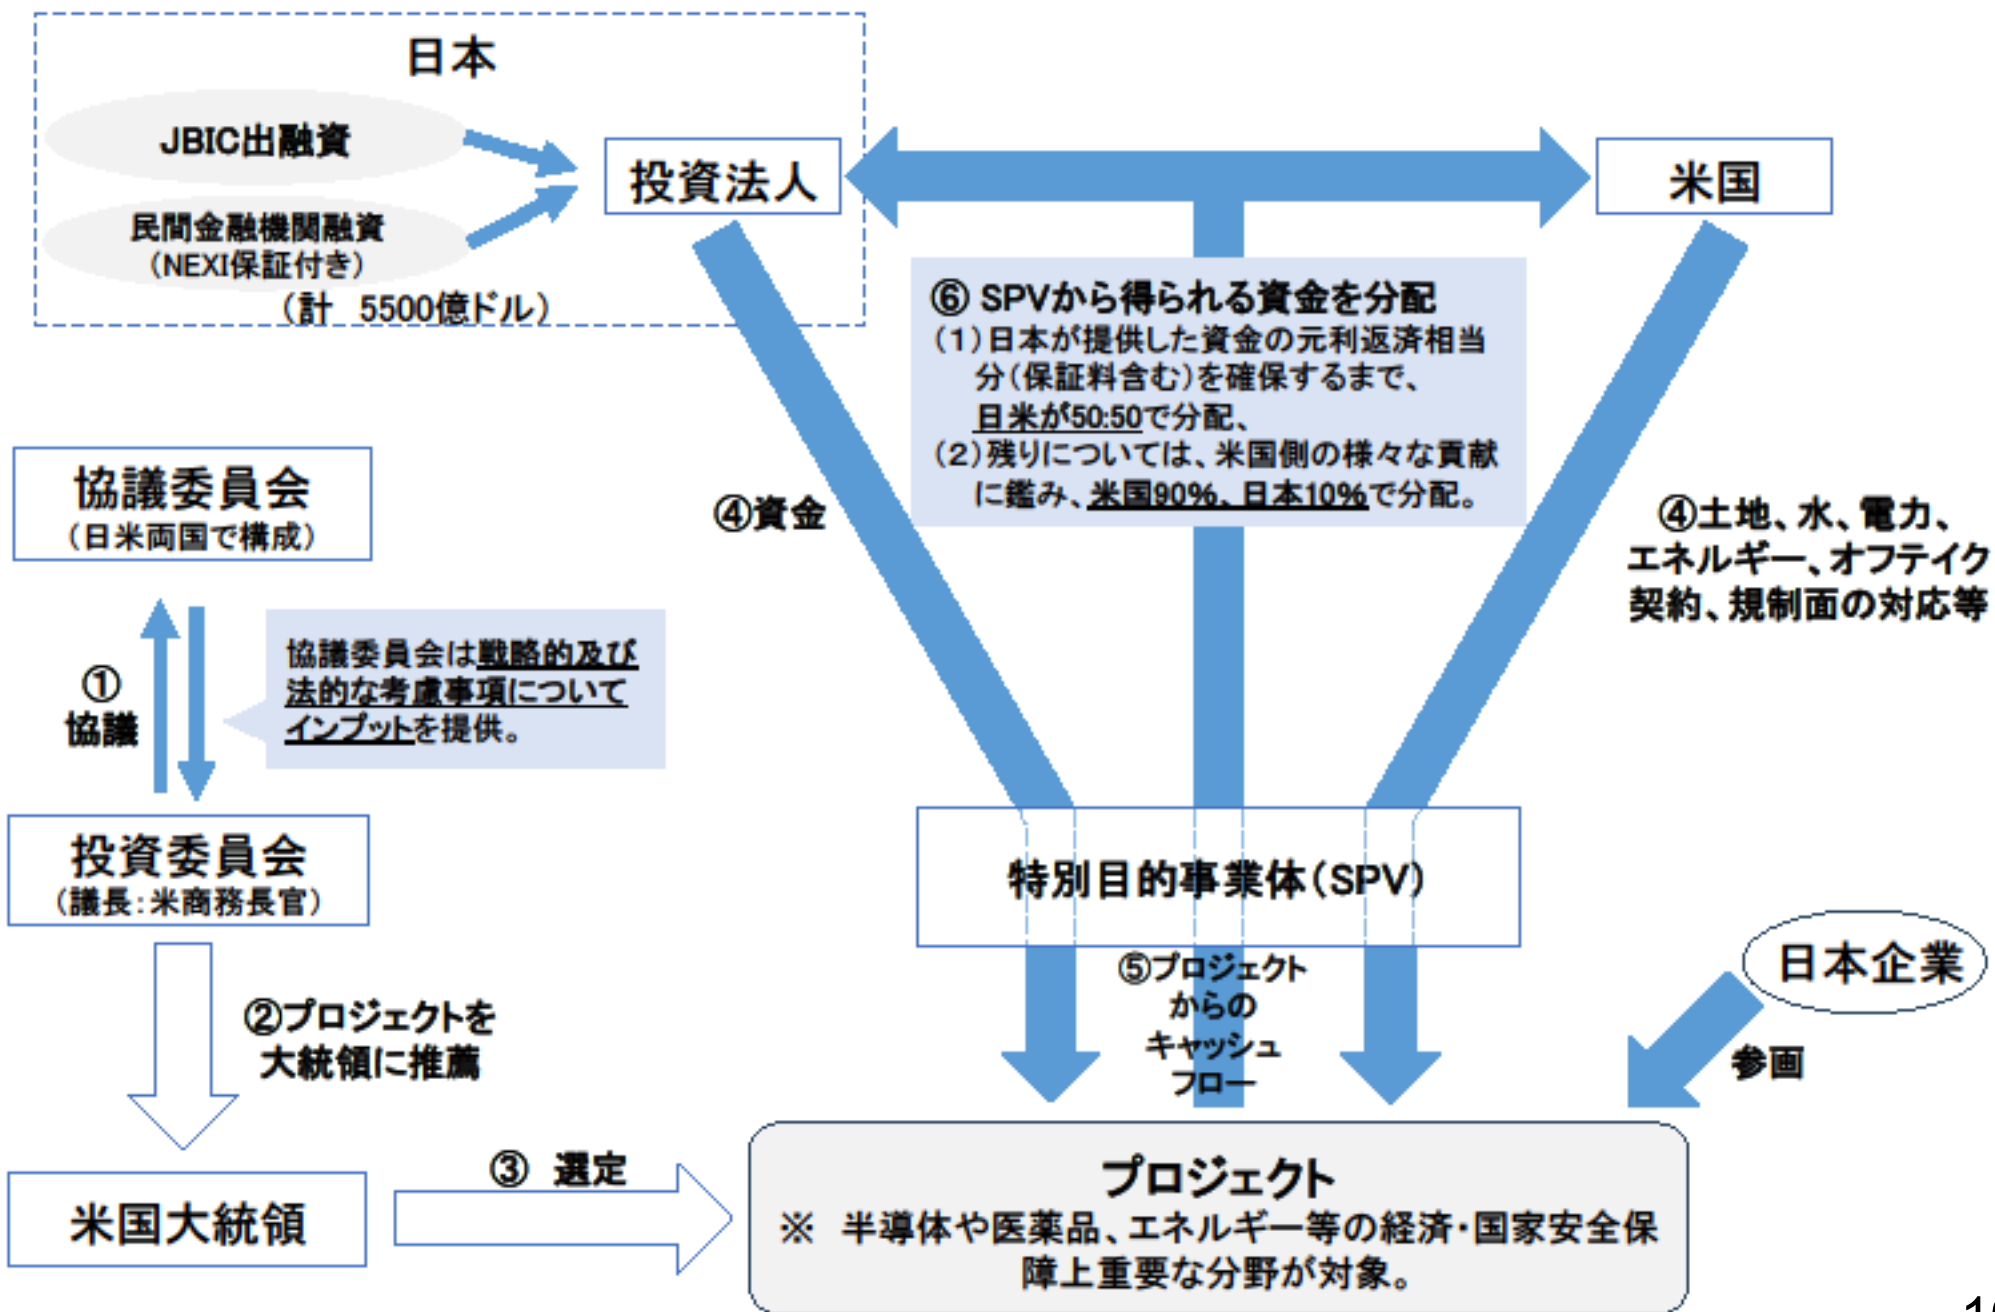 日本
JBIC出融資
民間金融機関融資
（NEXI保証付き）
（計　5500億ドル）
投資法人
米国
⑥ SPVから得られる資金を分配
（１）日本が提供した資金の元利返済相当
分（保証料含む）を確保するまで、
日米が50:50で分配、
（２）残りについては、米国側の様々な貢献
に鑑み、米国90%、日本10%で分配。
④資金
④土地、水、電力、
エネルギー、オフテイク
契約、規制面の対応等
協議委員会
（日米両国で構成）
①
協議
協議委員会は戦略的及び
法的な考慮事項について
インプットを提供。
投資委員会
（議長：米商務長官）
特別目的事業体（SPV）
②プロジェクトを
大統領に推薦
⑤プロジェクト
からの
キャッシュ
フロー
日本企業
参画
米国大統領
③　選定
プロジェクト
※　半導体や医薬品、エネルギー等の経済・国家安全保
障上重要な分野が対象。